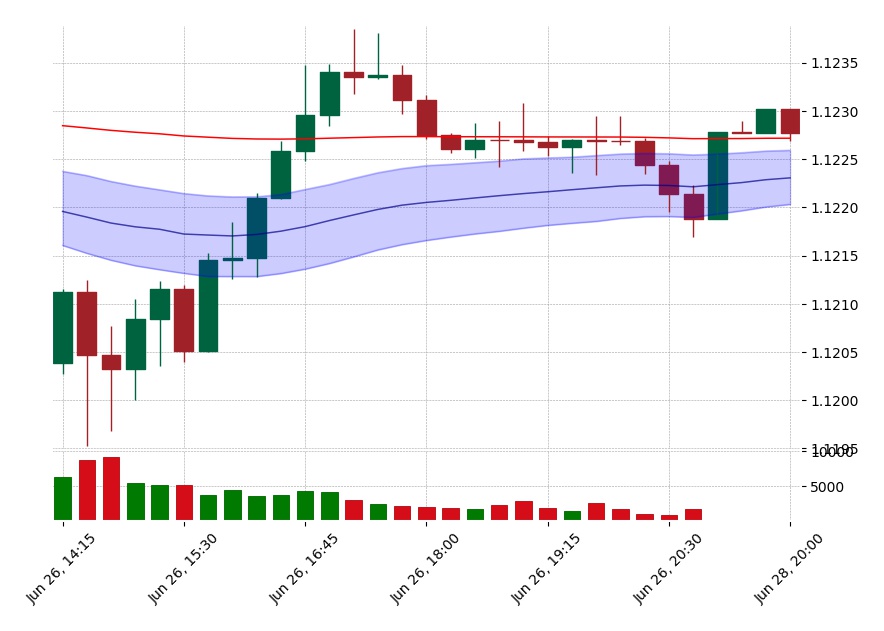 1.1235
1.1230
1.1225
1.1220
1.1215
1.1210
1.1205
1.1200
1.1195
10000
5000
Jun 26, 14:15
Jun 26, 15:30
Jun 26, 16:45
Jun 26, 18:00
Jun 26, 19:15
Jun 26, 20:30
Jun 28, 20:00